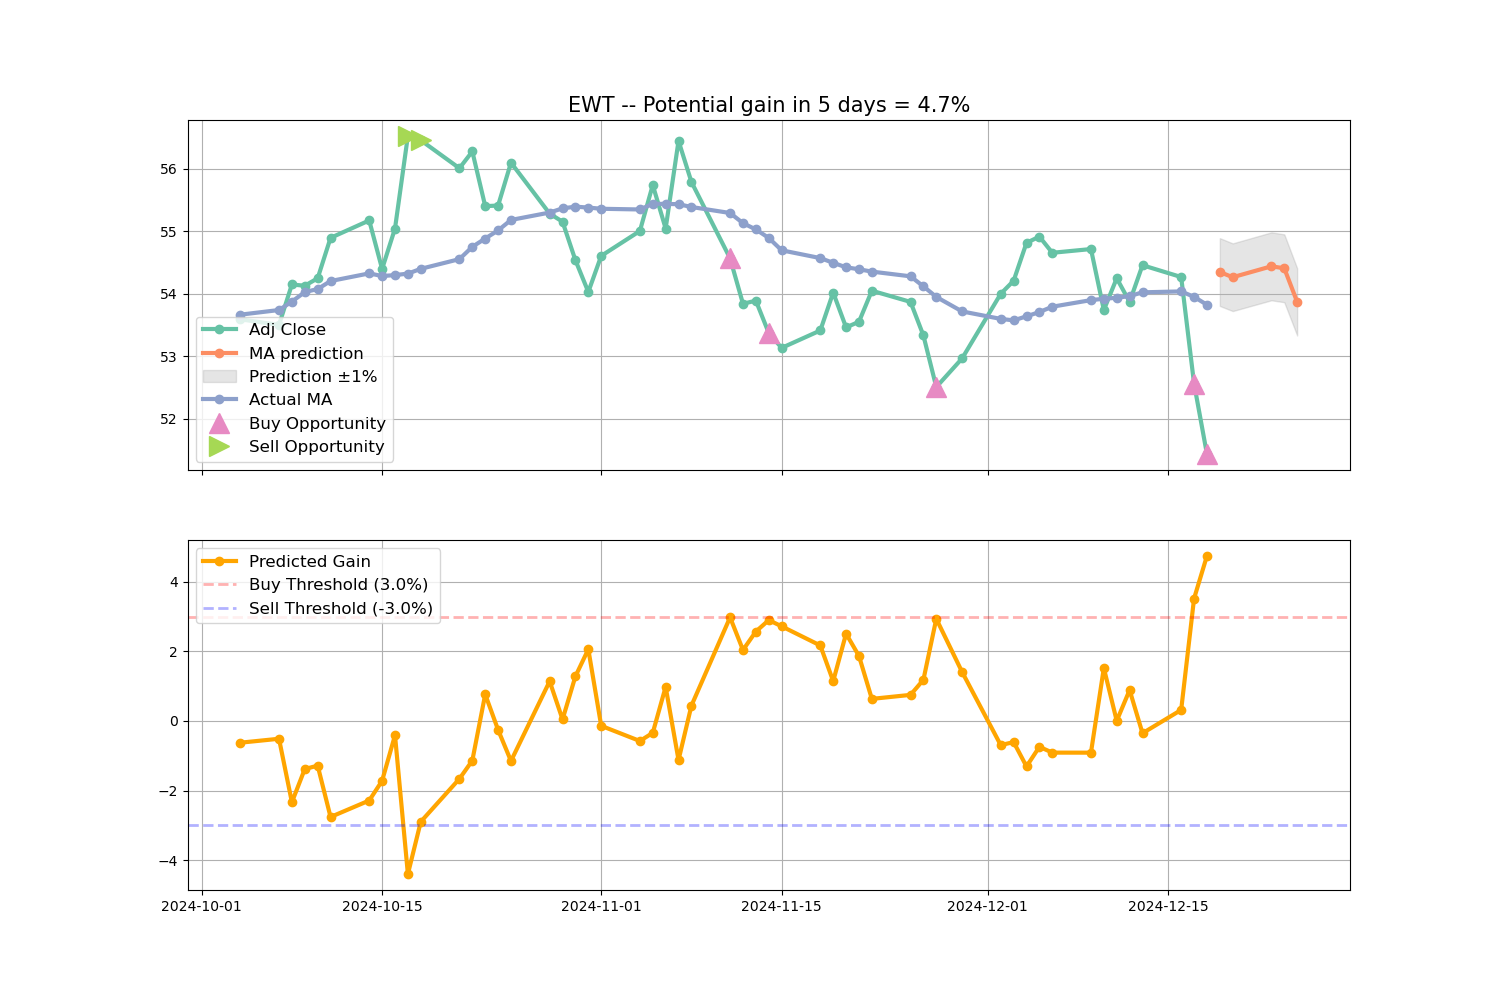 EWT -- Potential gain in 5 days = 4.7%
56
55
54
53
52
Adj Close
MA prediction
Prediction ±1%
Actual MA
Buy Opportunity
Sell Opportunity
Predicted Gain
Buy Threshold (3.0%)
Sell Threshold (-3.0%)
4
2
0
−2
−4
2024-10-01 2024-10-15 2024-11-01 2024-11-15 2024-12-01 2024-12-15